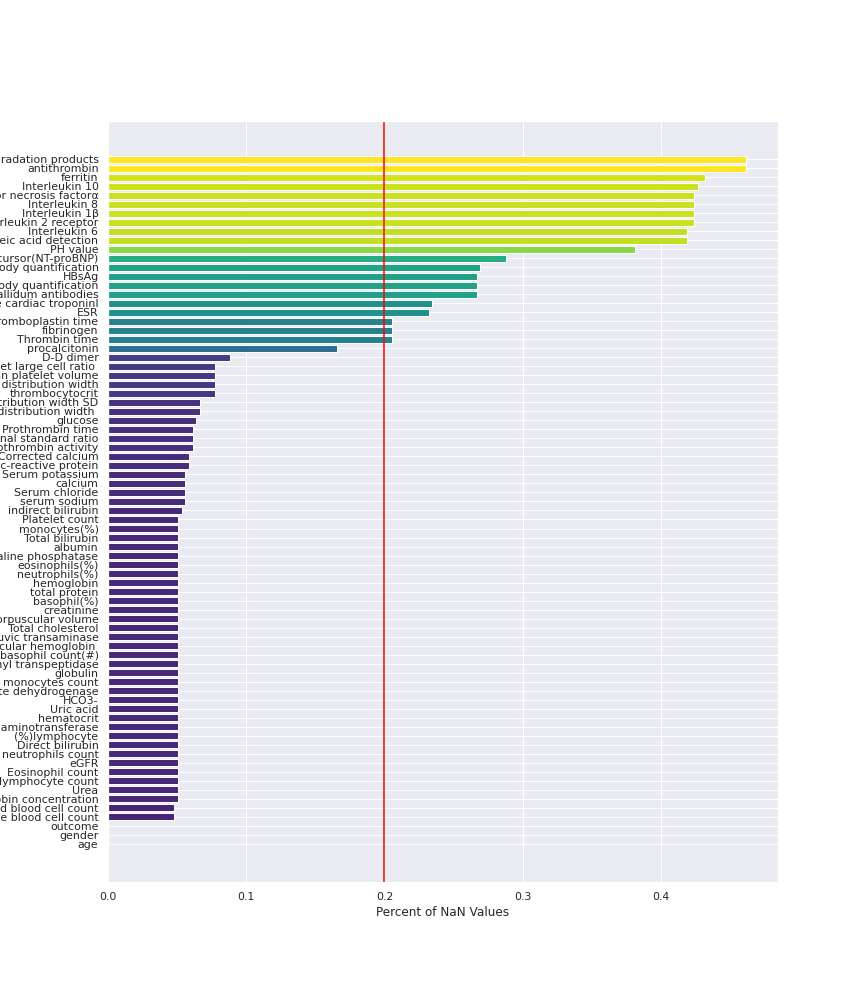 radation products
antithrombin
ferritin
Interleukin 10
or necrosis factorα
Interleukin 8
Interleukin 1β
rleukin 2 receptor
Interleukin 6
eic acid detection
PH value
cursor(NT-proBNP)
ody quantification
HBsAg
ody quantification
allidum antibodies
e cardiac troponinI
ESR
romboplastin time
fibrinogen
Thrombin time
procalcitonin
D-D dimer
et large cell ratio
an platelet volume
distribution width
thrombocytocrit
tribution width SD
distribution width
glucose
Prothrombin time
nal standard ratio
othrombin activity
Corrected calcium
c-reactive protein
Serum potassium
calcium
Serum chloride
serum sodium
indirect bilirubin
Platelet count
monocytes(%)
Total bilirubin
albumin
aline phosphatase
eosinophils(%)
neutrophils(%)
hemoglobin
total protein
basophil(%)
creatinine
orpuscular volume
Total cholesterol
uvic transaminase
cular hemoglobin
basophil count(#)
nyl transpeptidase
globulin
monocytes count
te dehydrogenase
HCO3-
Uric acid
hematocrit
aminotransferase
(%)lymphocyte
Direct bilirubin
neutrophils count
eGFR
Eosinophil count
lymphocyte count
Urea
obin concentration
d blood cell count
e blood cell count
outcome
gender
age
0.0 0.1 0.2 0.3 0.4
Percent of NaN Values